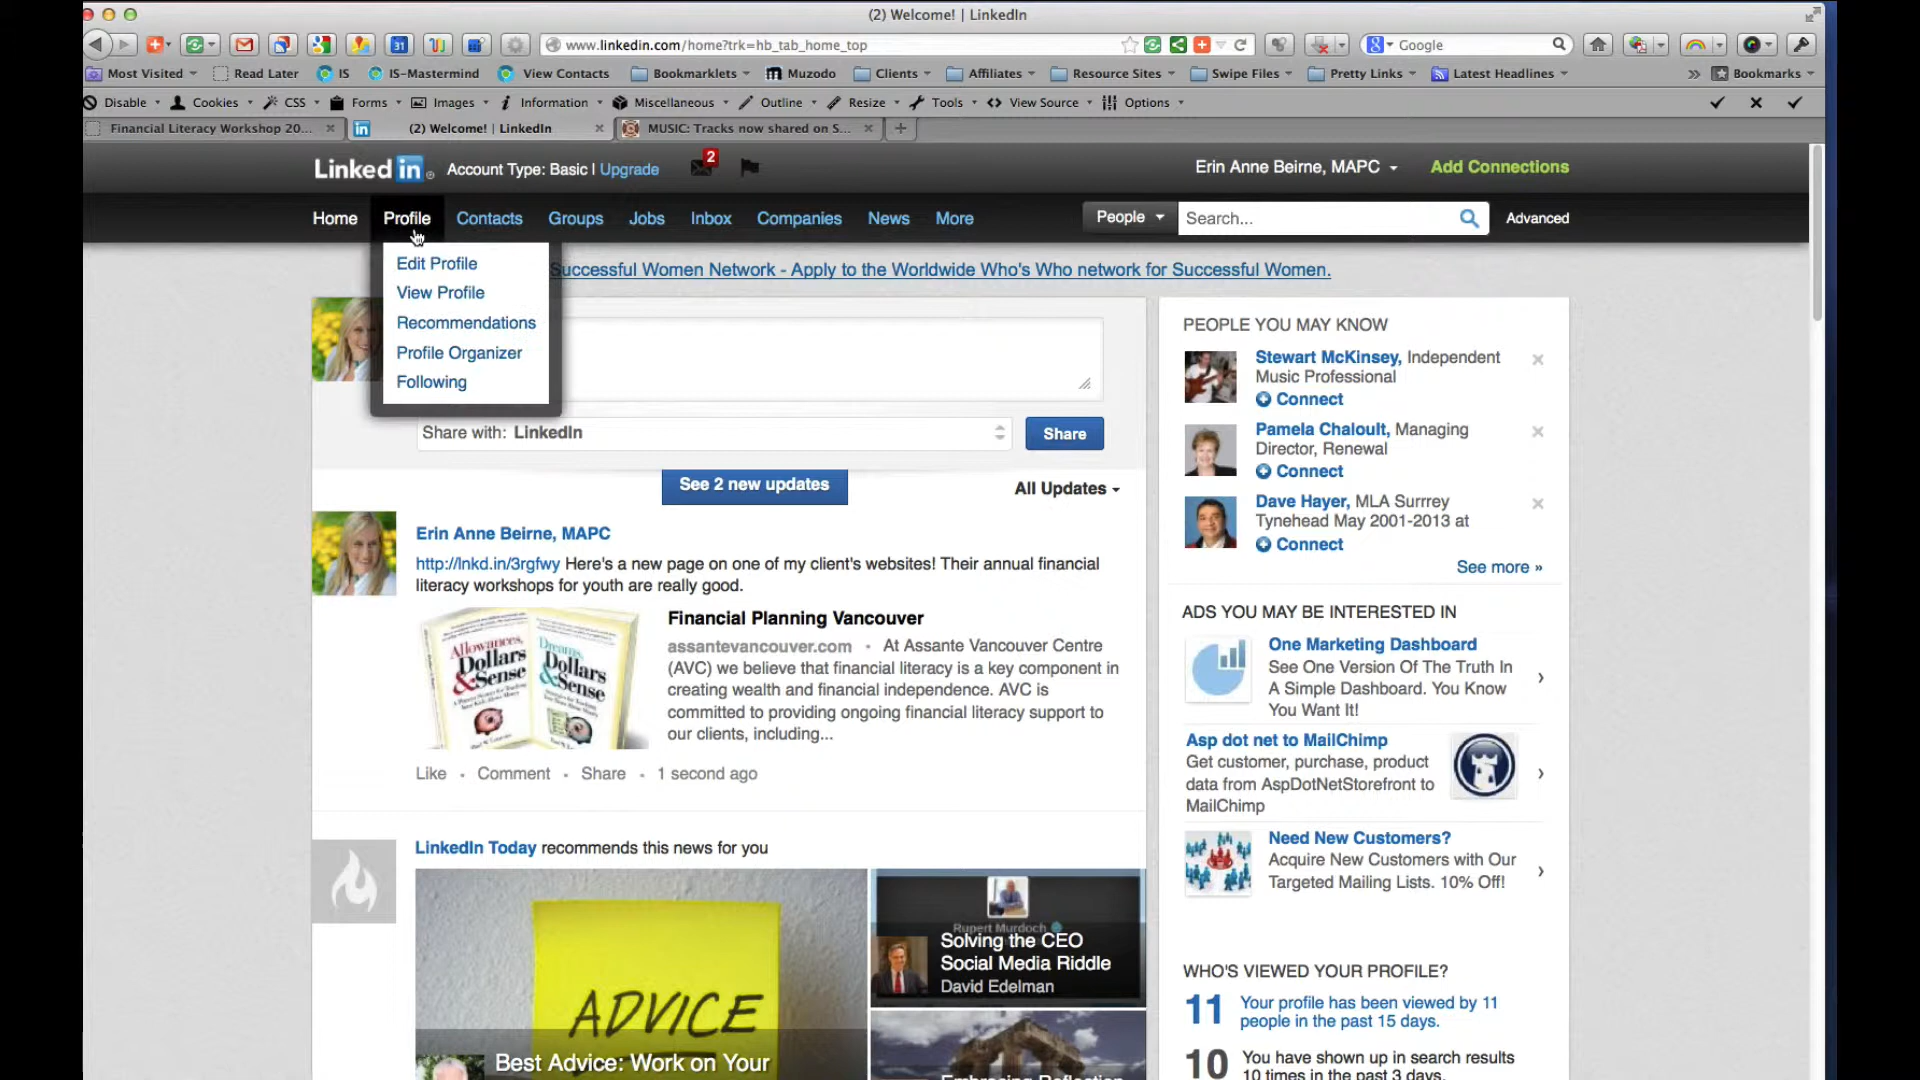 (2) Welcome! | LinkedIn
www.linkedin.com/home?trk=hb_tab_home_top
Google
Most Visited
Read Later
IS
IS-Mastermind
View Contacts
Bookmarklets
Muzodo
Clients
Affiliates
Resource Sites
Swipe Files
Pretty Links
Latest Headlines
Bookmarks
Disable
Cookies
CSS
Forms
Images
Information
Miscellaneous
Outline
Resize
Tools
View Source
Options
Financial Literacy Workshop 20...
(2) Welcome! | LinkedIn
MUSIC: Tracks now shared on S...
Linked in
Account Type: Basic | Upgrade
2
Erin Anne Beirne, MAPC
Add Connections
Home
Profile
Contacts
Groups
Jobs
Inbox
Companies
News
More
People
Search...
Advanced
Edit Profile
View Profile
Recommendations
Profile Organizer
Following
Successful Women Network - Apply to the Worldwide Who's Who network for Successful Women.
Share with: LinkedIn
Share
See 2 new updates
All Updates
Erin Anne Beirne, MAPC
http://lnkd.in/3rgfwy Here's a new page on one of my client's websites! Their annual financial
literacy workshops for youth are really good.
Allowances,
Dollars
&Sense
Dreams,
Dollars
&Sense
Financial Planning Vancouver
assantevancouver.com • At Assante Vancouver Centre
(AVC) we believe that financial literacy is a key component in
creating wealth and financial independence. AVC is
committed to providing ongoing financial literacy support to
our clients, including...
Like • Comment • Share • 1 second ago
LinkedIn Today recommends this news for you
ADVICE
Best Advice: Work on Your
Rupert Murdoch
Solving the CEO
Social Media Riddle
David Edelman
Embracing Reflection
PEOPLE YOU MAY KNOW
Stewart McKinsey, Independent
Music Professional
Connect
Pamela Chaloult, Managing
Director, Renewal
Connect
Dave Hayer, MLA Surrrey
Tynehead May 2001-2013 at
Connect
See more »
ADS YOU MAY BE INTERESTED IN
One Marketing Dashboard
See One Version Of The Truth In
A Simple Dashboard. You Know
You Want It!
Asp dot net to MailChimp
Get customer, purchase, product
data from AspDotNetStorefront to
MailChimp
Need New Customers?
Acquire New Customers with Our
Targeted Mailing Lists. 10% Off!
WHO'S VIEWED YOUR PROFILE?
11 Your profile has been viewed by 11
people in the past 15 days.
10 You have shown up in search results
10 times in the past 3 days.